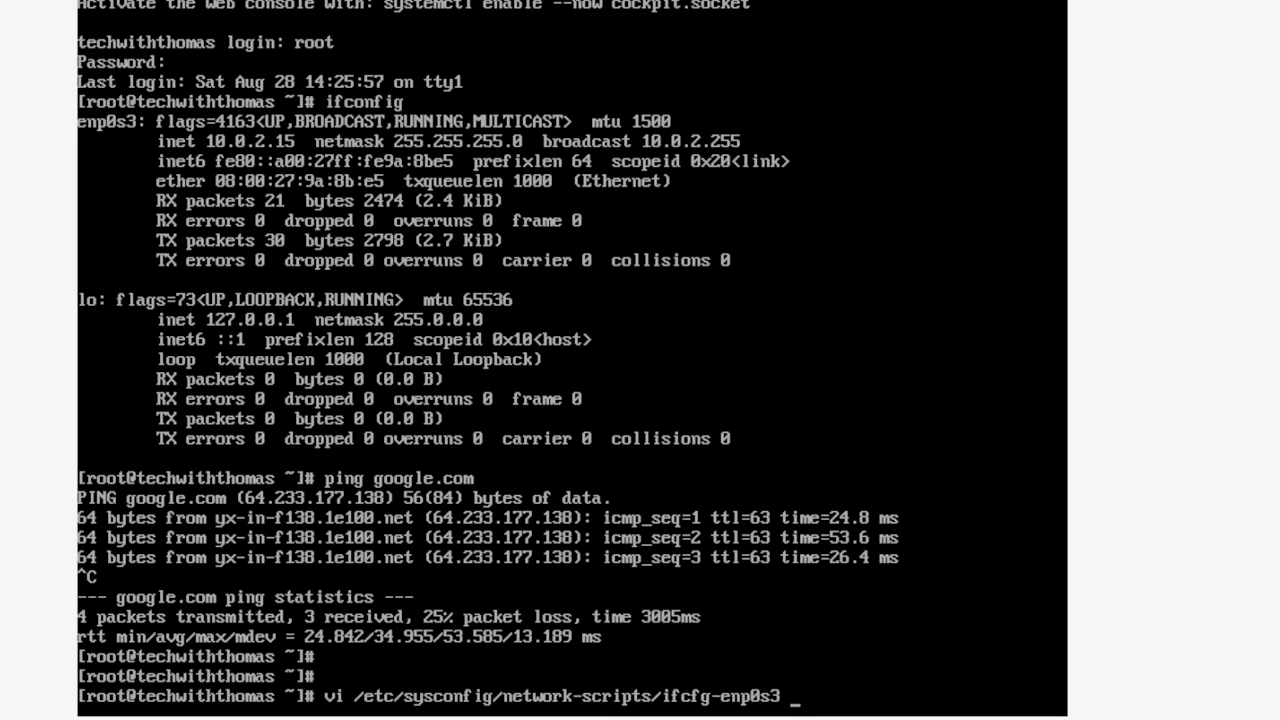 Activate the web console with: systemctl enable --now cockpit.socket
techwiththomas login: root
Password:
Last login: Sat Aug 28 14:25:57 on tty1
[root@techwiththomas ~]# ifconfig
enp0s3: flags=4163<UP,BROADCAST,RUNNING,MULTICAST>  mtu 1500
        inet 10.0.2.15  netmask 255.255.255.0  broadcast 10.0.2.255
        inet6 fe80::a00:27ff:fe9a:8be5  prefixlen 64  scopeid 0x20<link>
        ether 08:00:27:9a:8b:e5  txqueuelen 1000  (Ethernet)
        RX packets 21  bytes 2474 (2.4 KiB)
        RX errors 0  dropped 0  overruns 0  frame 0
        TX packets 30  bytes 2798 (2.7 KiB)
        TX errors 0  dropped 0 overruns 0  carrier 0  collisions 0
lo: flags=73<UP,LOOPBACK,RUNNING>  mtu 65536
        inet 127.0.0.1  netmask 255.0.0.0
        inet6 ::1  prefixlen 128  scopeid 0x10<host>
        loop  txqueuelen 1000  (Local Loopback)
        RX packets 0  bytes 0 (0.0 B)
        RX errors 0  dropped 0  overruns 0  frame 0
        TX packets 0  bytes 0 (0.0 B)
        TX errors 0  dropped 0 overruns 0  carrier 0  collisions 0
[root@techwiththomas ~]# ping google.com
PING google.com (64.233.177.138) 56(84) bytes of data.
64 bytes from yx-in-f138.1e100.net (64.233.177.138): icmp_seq=1 ttl=63 time=24.8 ms
64 bytes from yx-in-f138.1e100.net (64.233.177.138): icmp_seq=2 ttl=63 time=53.6 ms
64 bytes from yx-in-f138.1e100.net (64.233.177.138): icmp_seq=3 ttl=63 time=26.4 ms
^C
--- google.com ping statistics ---
4 packets transmitted, 3 received, 25% packet loss, time 3005ms
rtt min/avg/max/mdev = 24.842/34.955/53.585/13.189 ms
[root@techwiththomas ~]#
[root@techwiththomas ~]#
[root@techwiththomas ~]# vi /etc/sysconfig/network-scripts/ifcfg-enp0s3 _